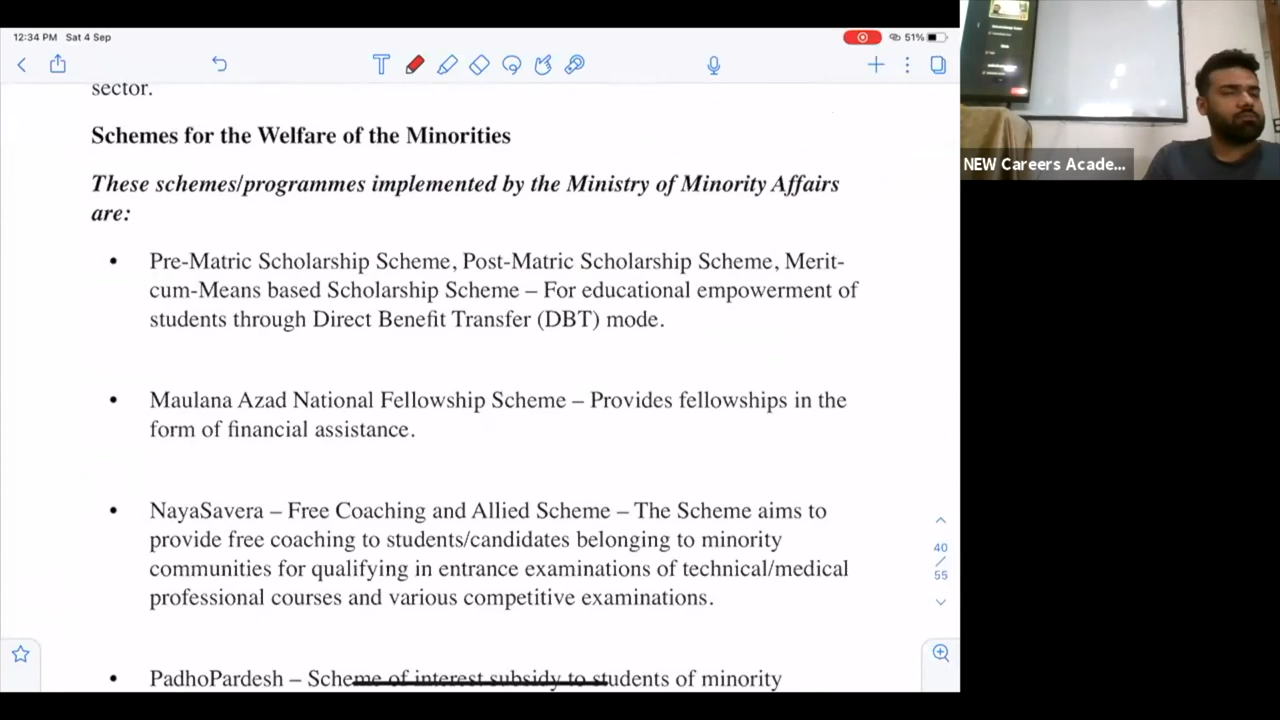 12:34 PM Sat 4 Sep
51%
sector.
Schemes for the Welfare of the Minorities
These schemes/programmes implemented by the Ministry of Minority Affairs
are:
• Pre-Matric Scholarship Scheme, Post-Matric Scholarship Scheme, Merit-
cum-Means based Scholarship Scheme – For educational empowerment of
students through Direct Benefit Transfer (DBT) mode.
• Maulana Azad National Fellowship Scheme – Provides fellowships in the
form of financial assistance.
• NayaSavera – Free Coaching and Allied Scheme – The Scheme aims to
provide free coaching to students/candidates belonging to minority
communities for qualifying in entrance examinations of technical/medical
professional courses and various competitive examinations.
• PadhoPardesh – Scheme of interest subsidy to students of minority
40
/
55
NEW Careers Acade...